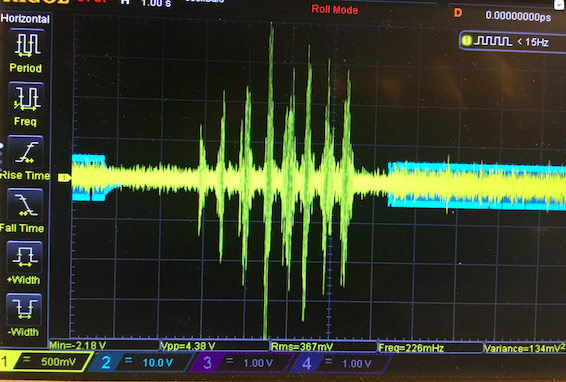 H 1.00 s
Roll Mode
D 0.00000000ps
Horizontal
1 < 15Hz
Period
Freq
Rise Time
1
Fall Time
+Width
-Width
Min=-2.18 V Vpp=4.38 V Rms=367mV Freq=226mHz Variance=134mV²
1 = 500mV 2 = 10.0 V 3 = 1.00 V 4 = 1.00 V